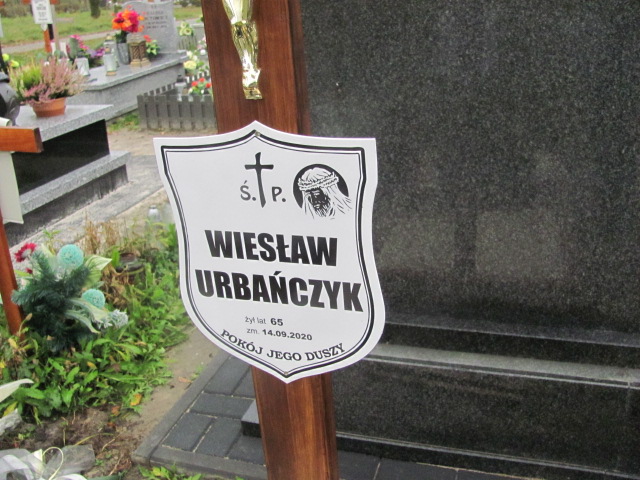 Ś. P.
WIESŁAW
URBAŃCZYK
żył lat 65
zm. 14.09.2020
POKÓJ JEGO DUSZY